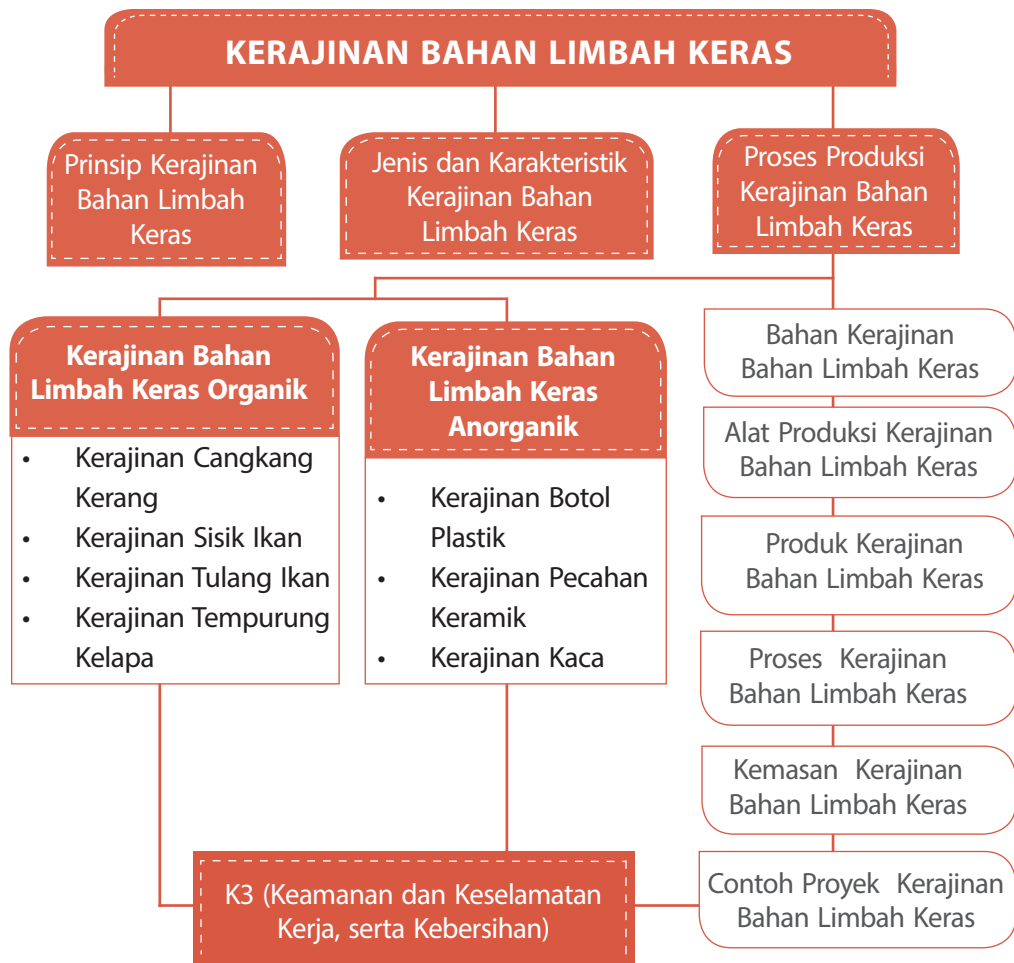 KERAJINAN BAHAN LIMBAH KERAS
Prinsip Kerajinan
Bahan Limbah
Keras
Jenis dan Karakteristik
Kerajinan Bahan
Limbah Keras
Proses Produksi
Kerajinan Bahan
Limbah Keras
Kerajinan Bahan
Limbah Keras Organik
• Kerajinan Cangkang
Kerang
• Kerajinan Sisik Ikan
• Kerajinan Tulang Ikan
• Kerajinan Tempurung
Kelapa
Kerajinan Bahan
Limbah Keras
Anorganik
• Kerajinan Botol
Plastik
• Kerajinan Pecahan
Keramik
• Kerajinan Kaca
Bahan Kerajinan
Bahan Limbah Keras
Alat Produksi Kerajinan
Bahan Limbah Keras
Produk Kerajinan
Bahan Limbah Keras
Proses Kerajinan
Bahan Limbah Keras
Kemasan Kerajinan
Bahan Limbah Keras
Contoh Proyek Kerajinan
Bahan Limbah Keras
K3 (Keamanan dan Keselamatan
Kerja, serta Kebersihan)